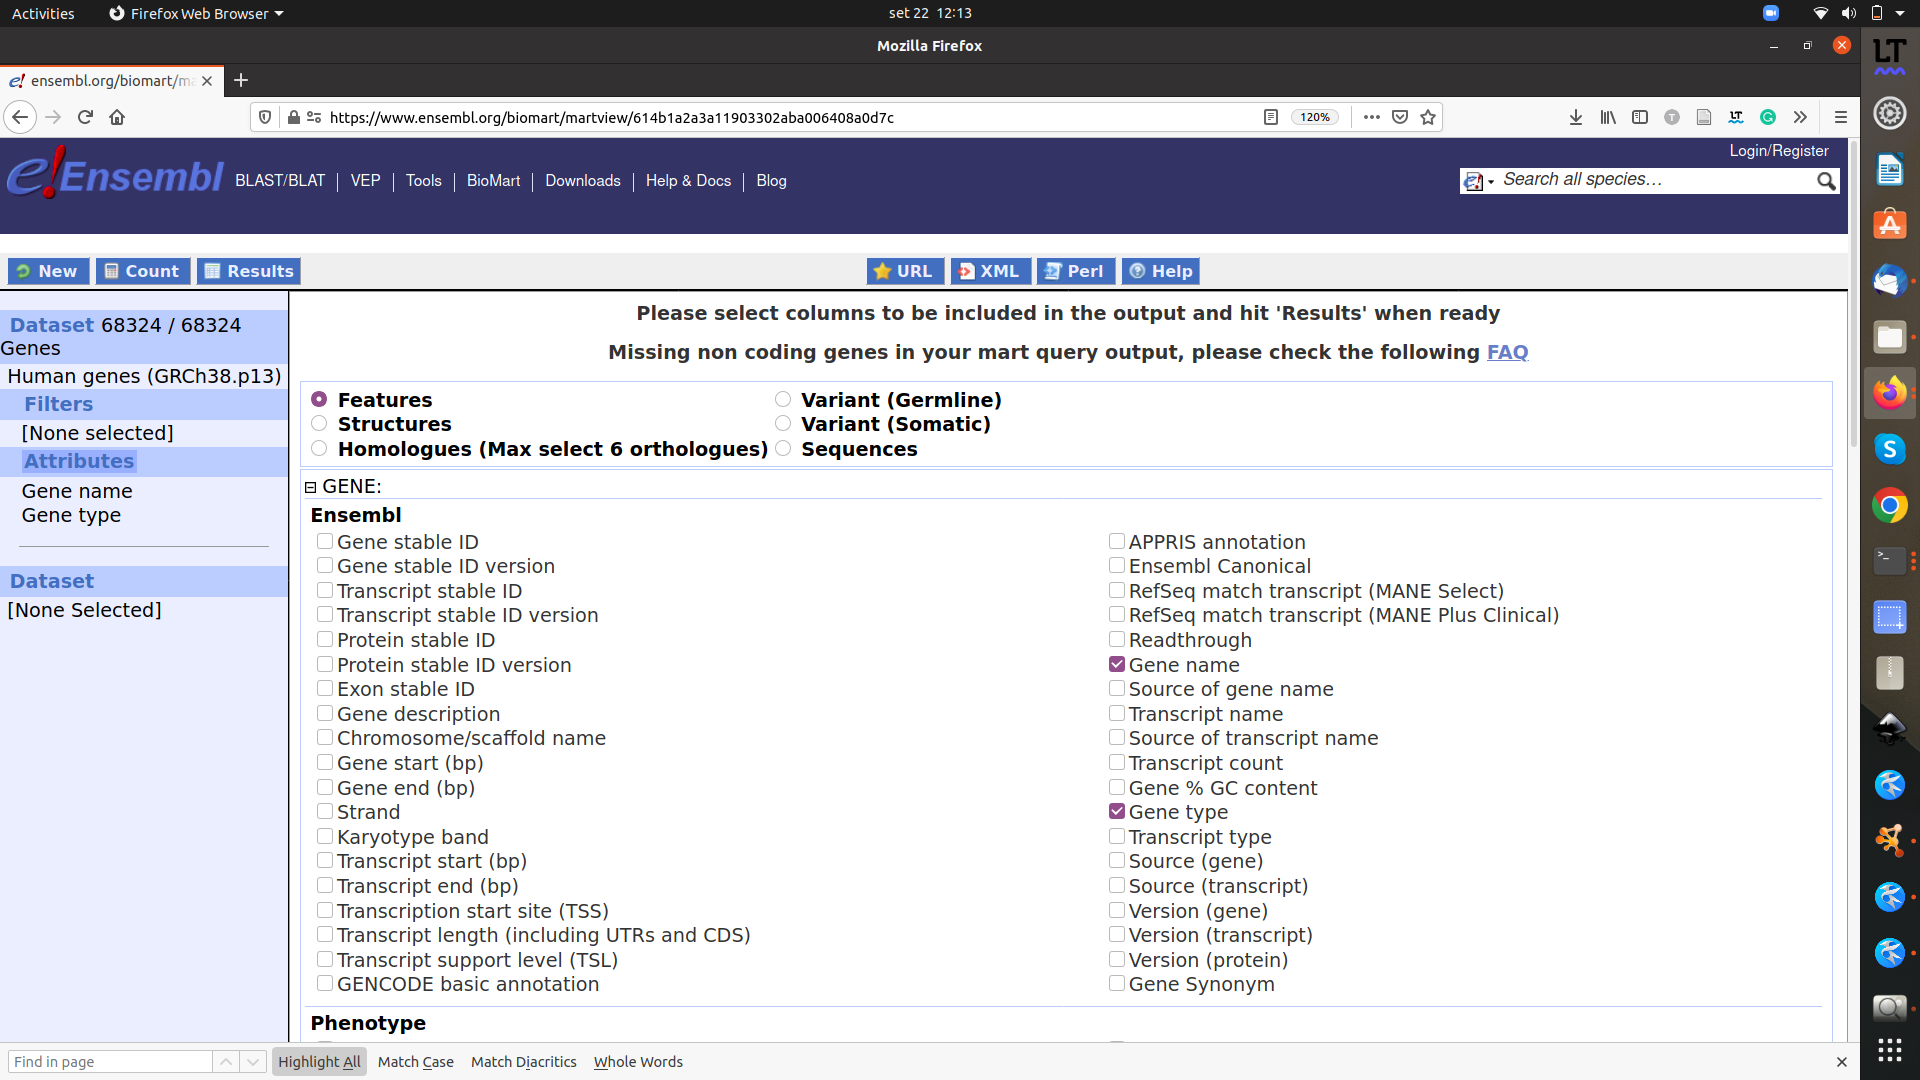 Activities Firefox Web Browser set 22 12:13
Mozilla Firefox
ensembl.org/biomart/ma
https://www.ensembl.org/biomart/martview/614b1a2a3a11903302aba006408a0d7c 120%
Login/Register
e!Ensembl BLAST/BLAT VEP Tools BioMart Downloads Help & Docs Blog Search all species…
New Count Results URL XML Perl Help
Please select columns to be included in the output and hit 'Results' when ready
Missing non coding genes in your mart query output, please check the following FAQ
Dataset 68324 / 68324
Genes
Human genes (GRCh38.p13)
Filters
[None selected]
Attributes
Gene name
Gene type
Dataset
[None Selected]
Features Variant (Germline)
Structures Variant (Somatic)
Homologues (Max select 6 orthologues) Sequences
GENE:
Ensembl
Gene stable ID APPRIS annotation
Gene stable ID version Ensembl Canonical
Transcript stable ID RefSeq match transcript (MANE Select)
Transcript stable ID version RefSeq match transcript (MANE Plus Clinical)
Protein stable ID Readthrough
Protein stable ID version Gene name
Exon stable ID Source of gene name
Gene description Transcript name
Chromosome/scaffold name Source of transcript name
Gene start (bp) Transcript count
Gene end (bp) Gene % GC content
Strand Gene type
Karyotype band Transcript type
Transcript start (bp) Source (gene)
Transcript end (bp) Source (transcript)
Transcription start site (TSS) Version (gene)
Transcript length (including UTRs and CDS) Version (transcript)
Transcript support level (TSL) Version (protein)
GENCODE basic annotation Gene Synonym
Phenotype
Find in page Highlight All Match Case Match Diacritics Whole Words
LT